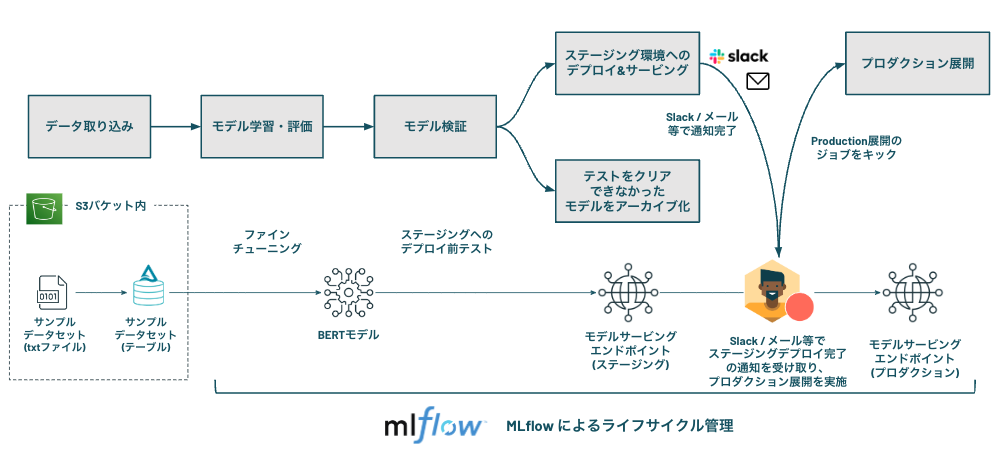 ステージング環境への
デプロイ&サービング
slack
プロダクション展開
データ取り込み
モデル学習・評価
モデル検証
Slack / メール
等で通知完了
Production展開の
ジョブをキック
テストをクリア
できなかった
モデルをアーカイブ化
S3バケット内
ファイン
チューニング
ステージングへの
デプロイ前テスト
0101
サンプル
データセット
(txtファイル)
サンプル
データセット
(テーブル)
BERTモデル
モデルサービング
エンドポイント
(ステージング)
Slack / メール等で
ステージングデプロイ完了
の通知を受け取り、
プロダクション展開を実施
モデルサービング
エンドポイント
(プロダクション)
mlflow
MLflow によるライフサイクル管理